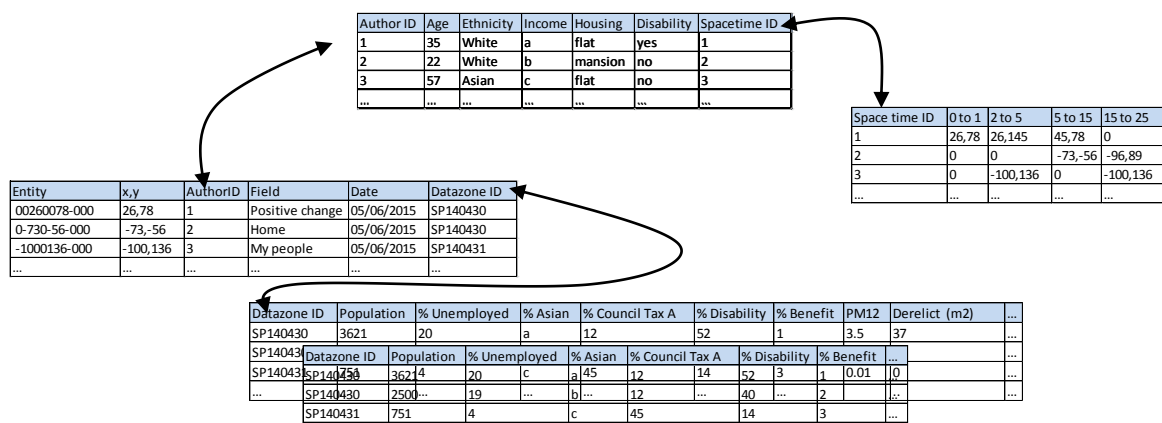 Author ID Age Ethnicity Income Housing Disability Spacetime ID
1 35 White a flat yes 1
2 22 White b mansion no 2
3 57 Asian c flat no 3
... ... ... ... ... ... ...
Space time ID 0 to 1 2 to 5 5 to 15 15 to 25
1 26,78 26,145 45,78 0
2 0 0 -73,-56 -96,89
3 0 -100,136 0 -100,136
... ... ... ... ...
Entity x,y AuthorID Field Date Datazone ID
00260078-000 26,78 1 Positive change 05/06/2015 SP140430
0-730-56-000 -73,-56 2 Home 05/06/2015 SP140430
-1000136-000 -100,136 3 My people 05/06/2015 SP140431
... ... ... ... ... ...
Datazone ID Population % Unemployed % Asian % Council Tax A % Disability % Benefit PM12 Derelict (m2) ...
SP140430 3621 20 a 12 52 1 3.5 37 ...
...
SP140431 751 4 c 45 14 3 0.01 0 ...
... ... ... ... ... ... ... ... ... ...
Datazone ID Population % Unemployed % Asian % Council Tax A % Disability % Benefit ...
SP140430 3621 20 a 12 52 1 ...
SP140430 2500 19 b 12 40 2 ...
SP140431 751 4 c 45 14 3 ...